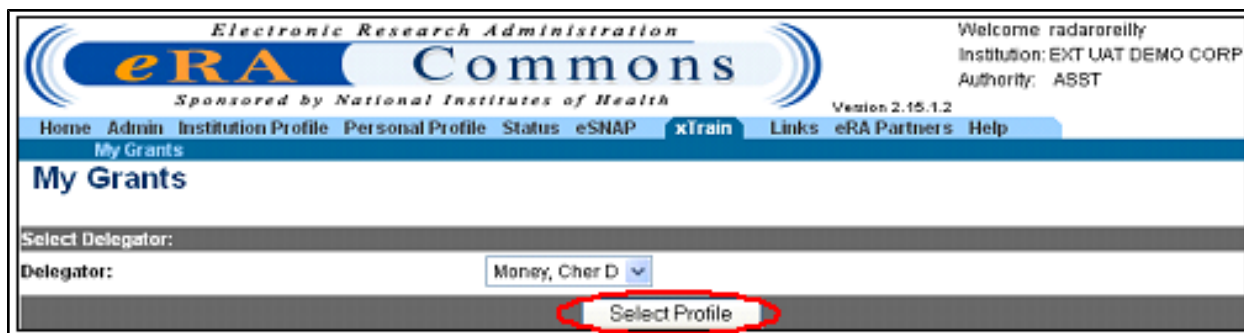 Electronic Research Administration
eRA Commons
Sponsored by National Institutes of Health
Welcome radaroreilly
Institution: EXT UAT DEMO CORP
Authority: ASST
Version 2.15.1.2
Home Admin Institution Profile Personal Profile Status eSNAP xTrain Links eRA Partners Help
My Grants
My Grants
Select Delegator:
Delegator: Money, Cher D
Select Profile